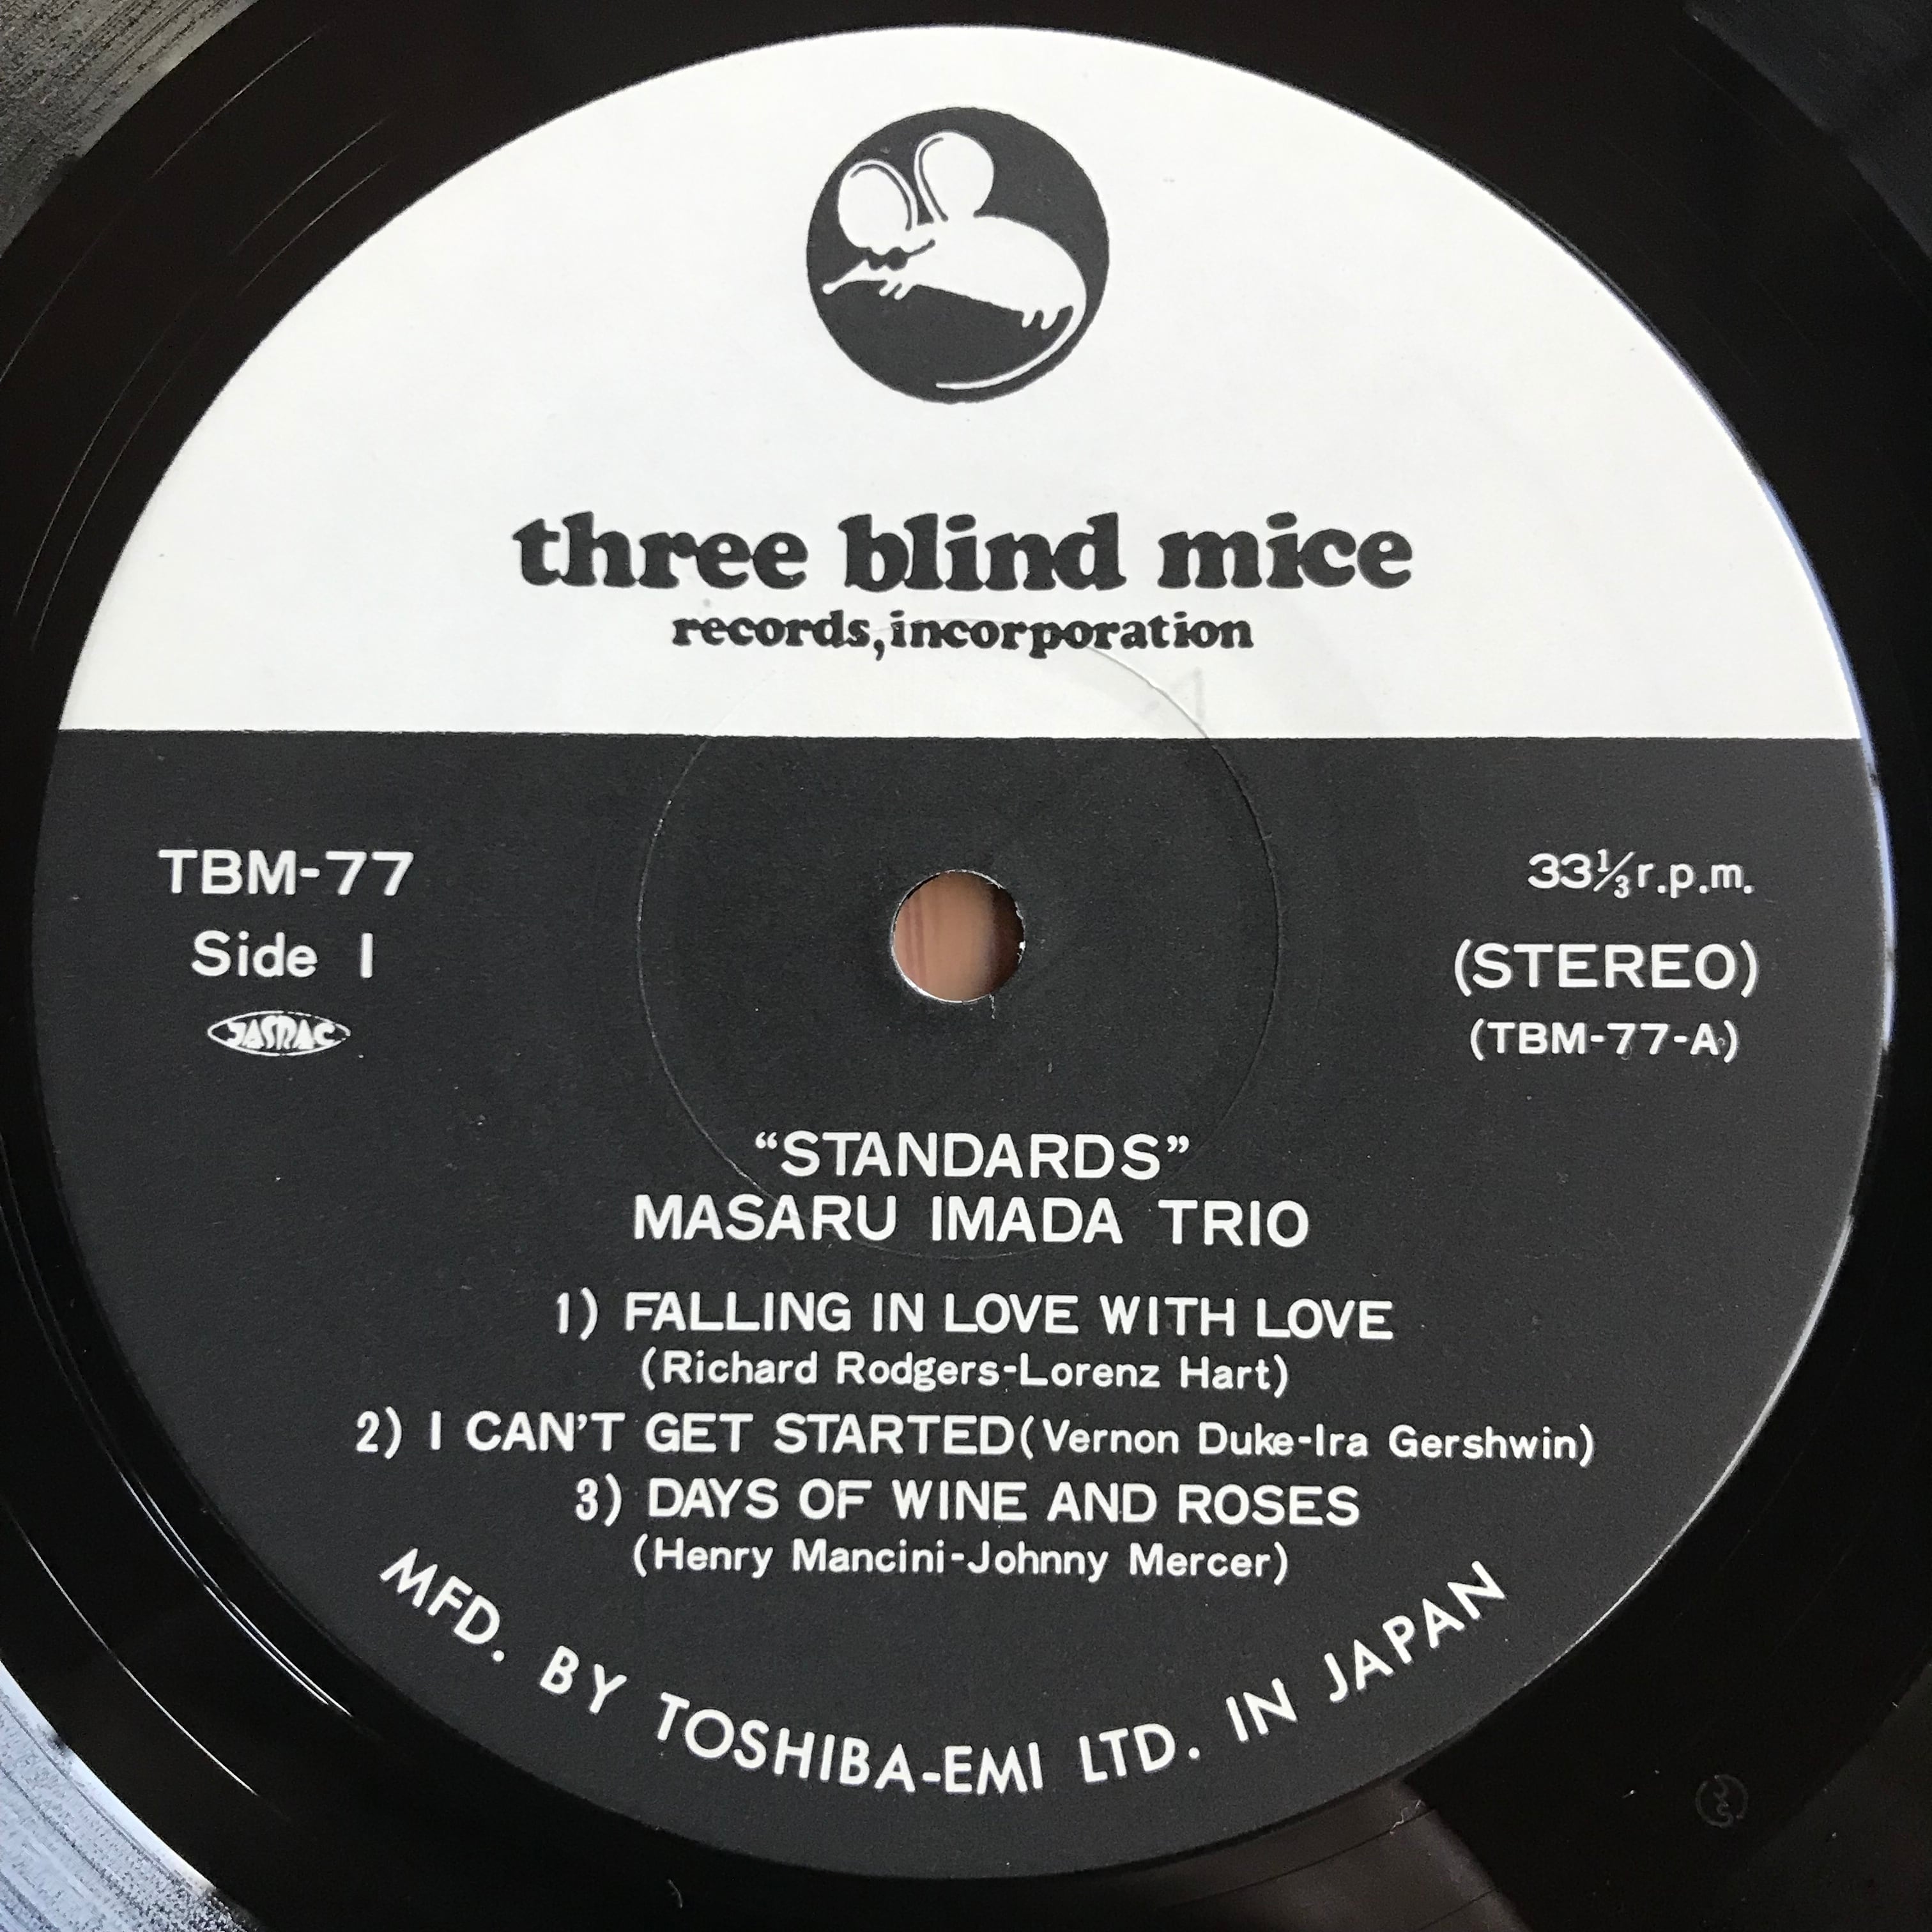 three blind mice
records, incorporation
TBM-77
Side 1
JASRAC
33⅓ r.p.m.
(STEREO)
(TBM-77-A)
“STANDARDS”
MASARU IMADA TRIO
1) FALLING IN LOVE WITH LOVE
(Richard Rodgers-Lorenz Hart)
2) I CAN'T GET STARTED (Vernon Duke-Ira Gershwin)
3) DAYS OF WINE AND ROSES
(Henry Mancini-Johnny Mercer)
MFD. BY TOSHIBA-EMI LTD. IN JAPAN